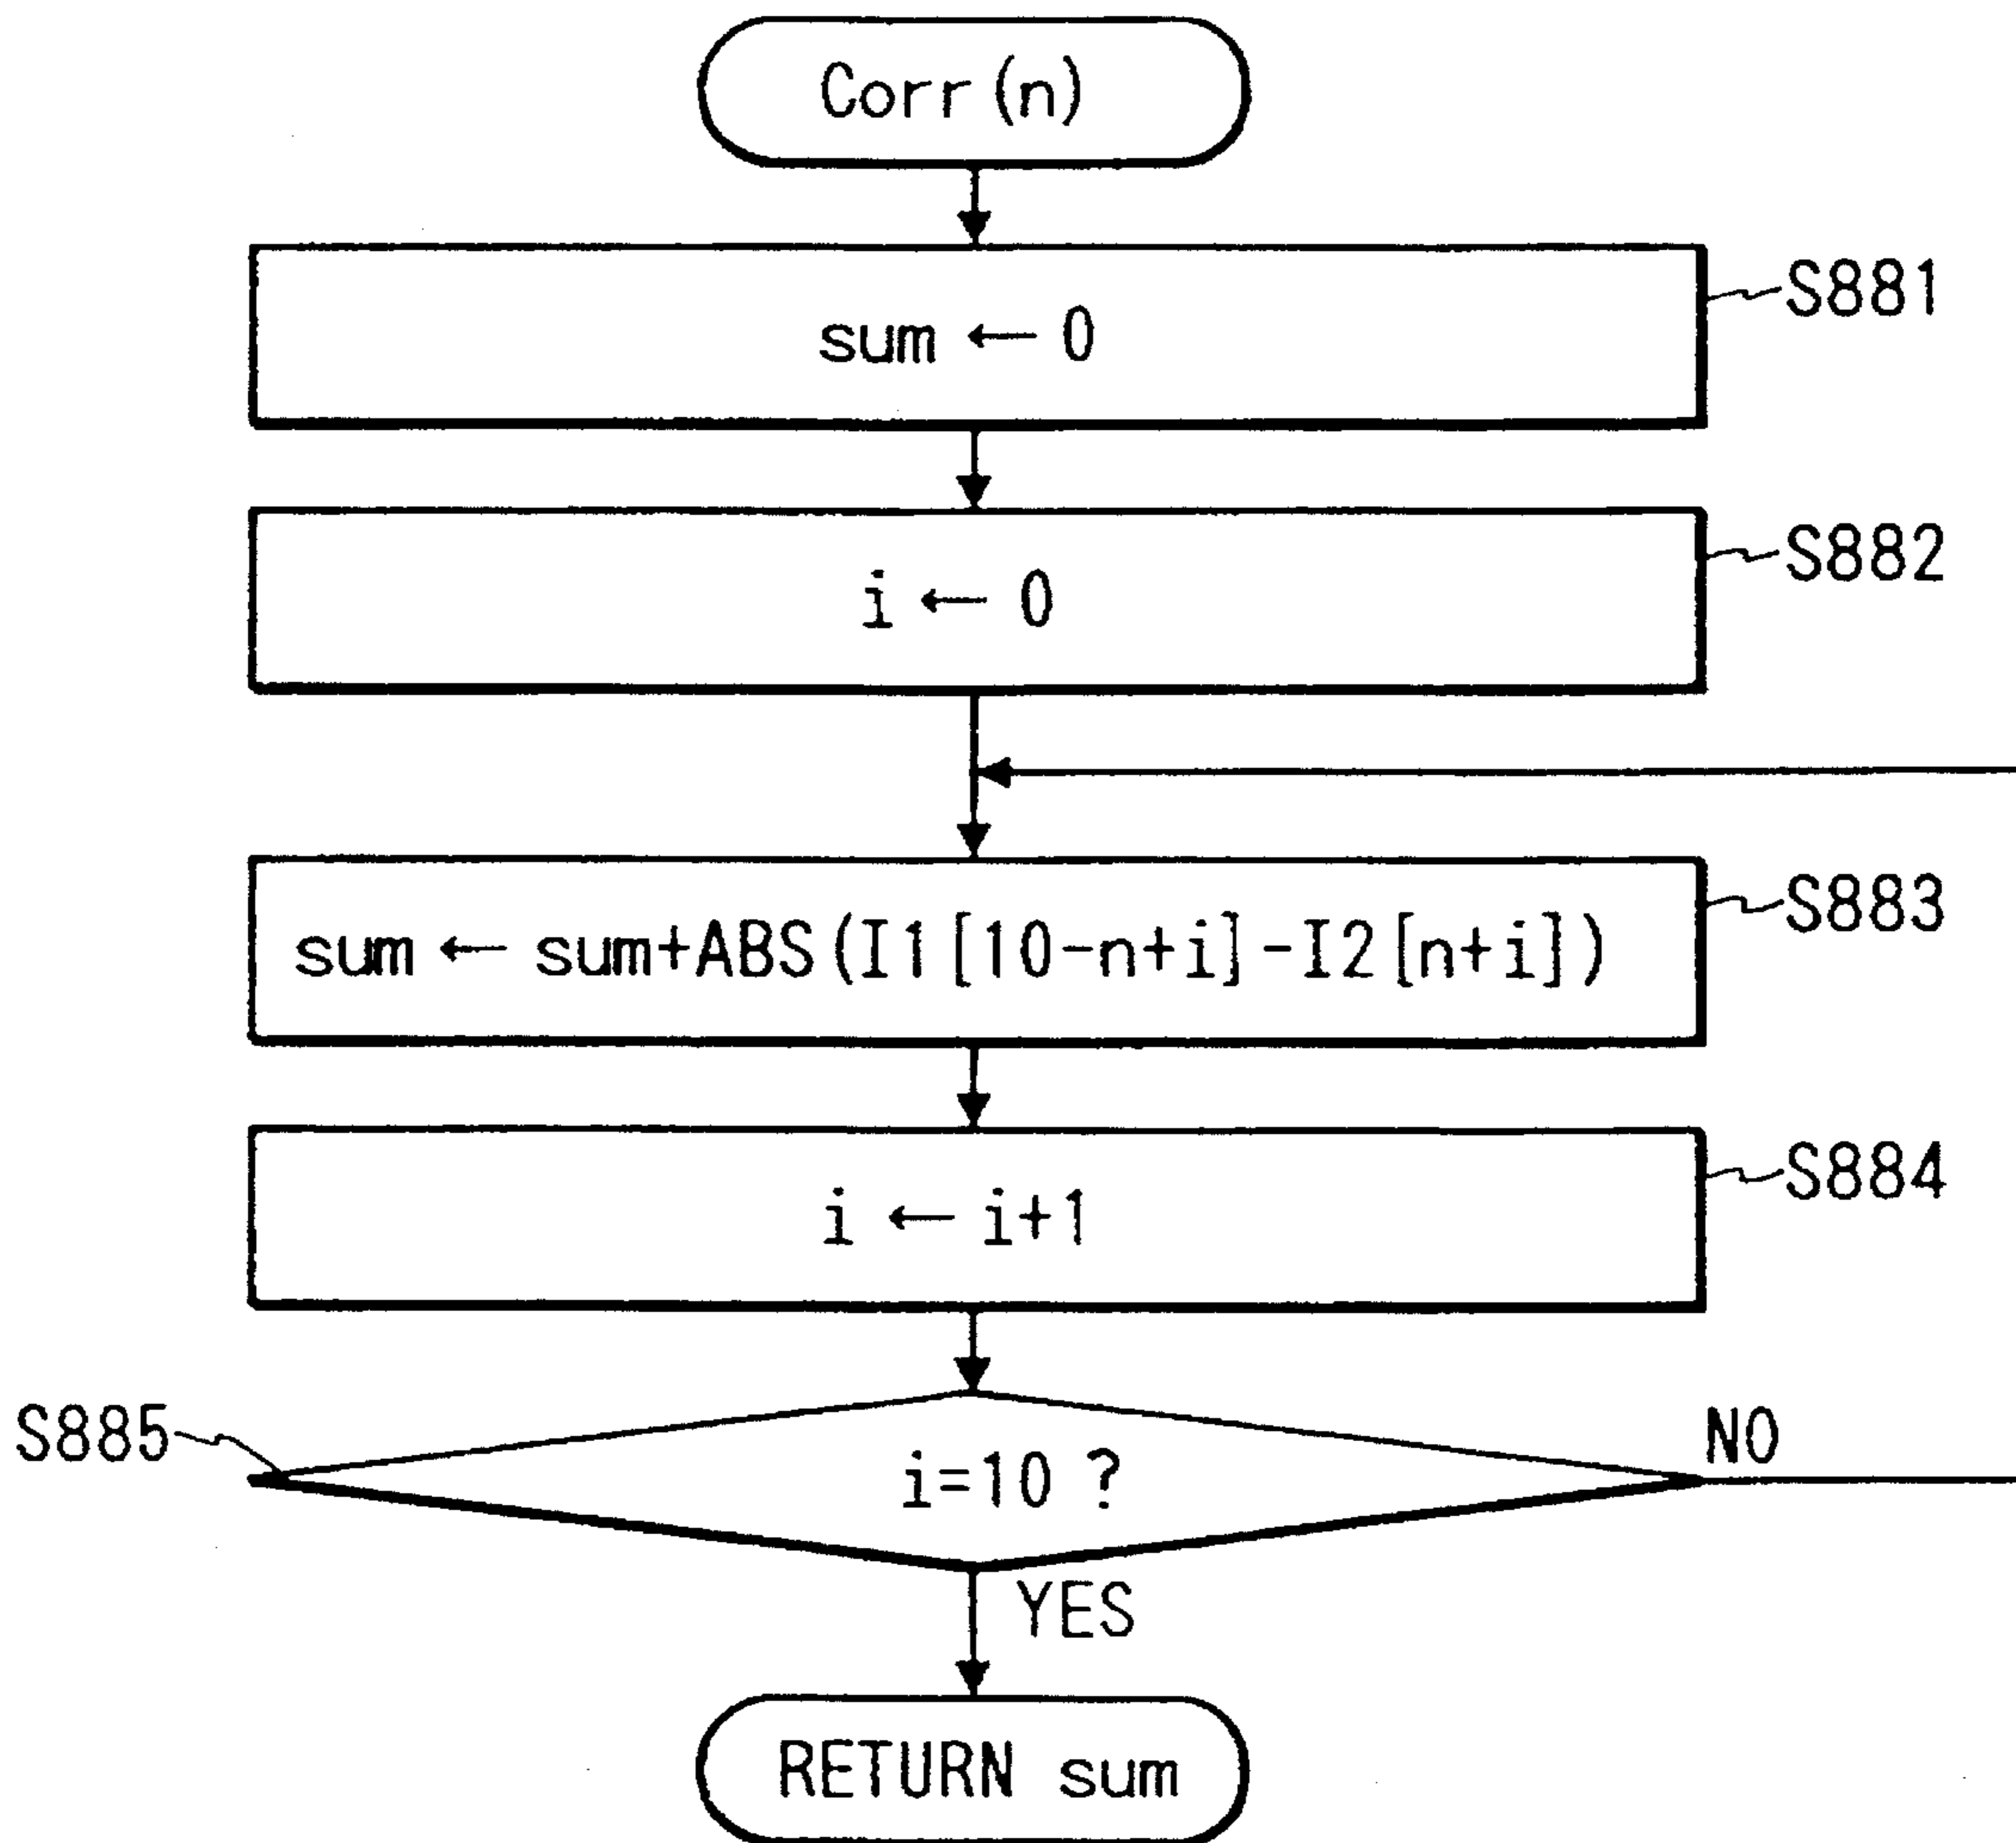 Corr(n)
S881
sum ← 0
S882
i ← 0
S883
sum ← sum+ABS(I1[10-n+i]-I2[n+i])
S884
i ← i+1
S885
i=10 ?
NO
YES
RETURN sum